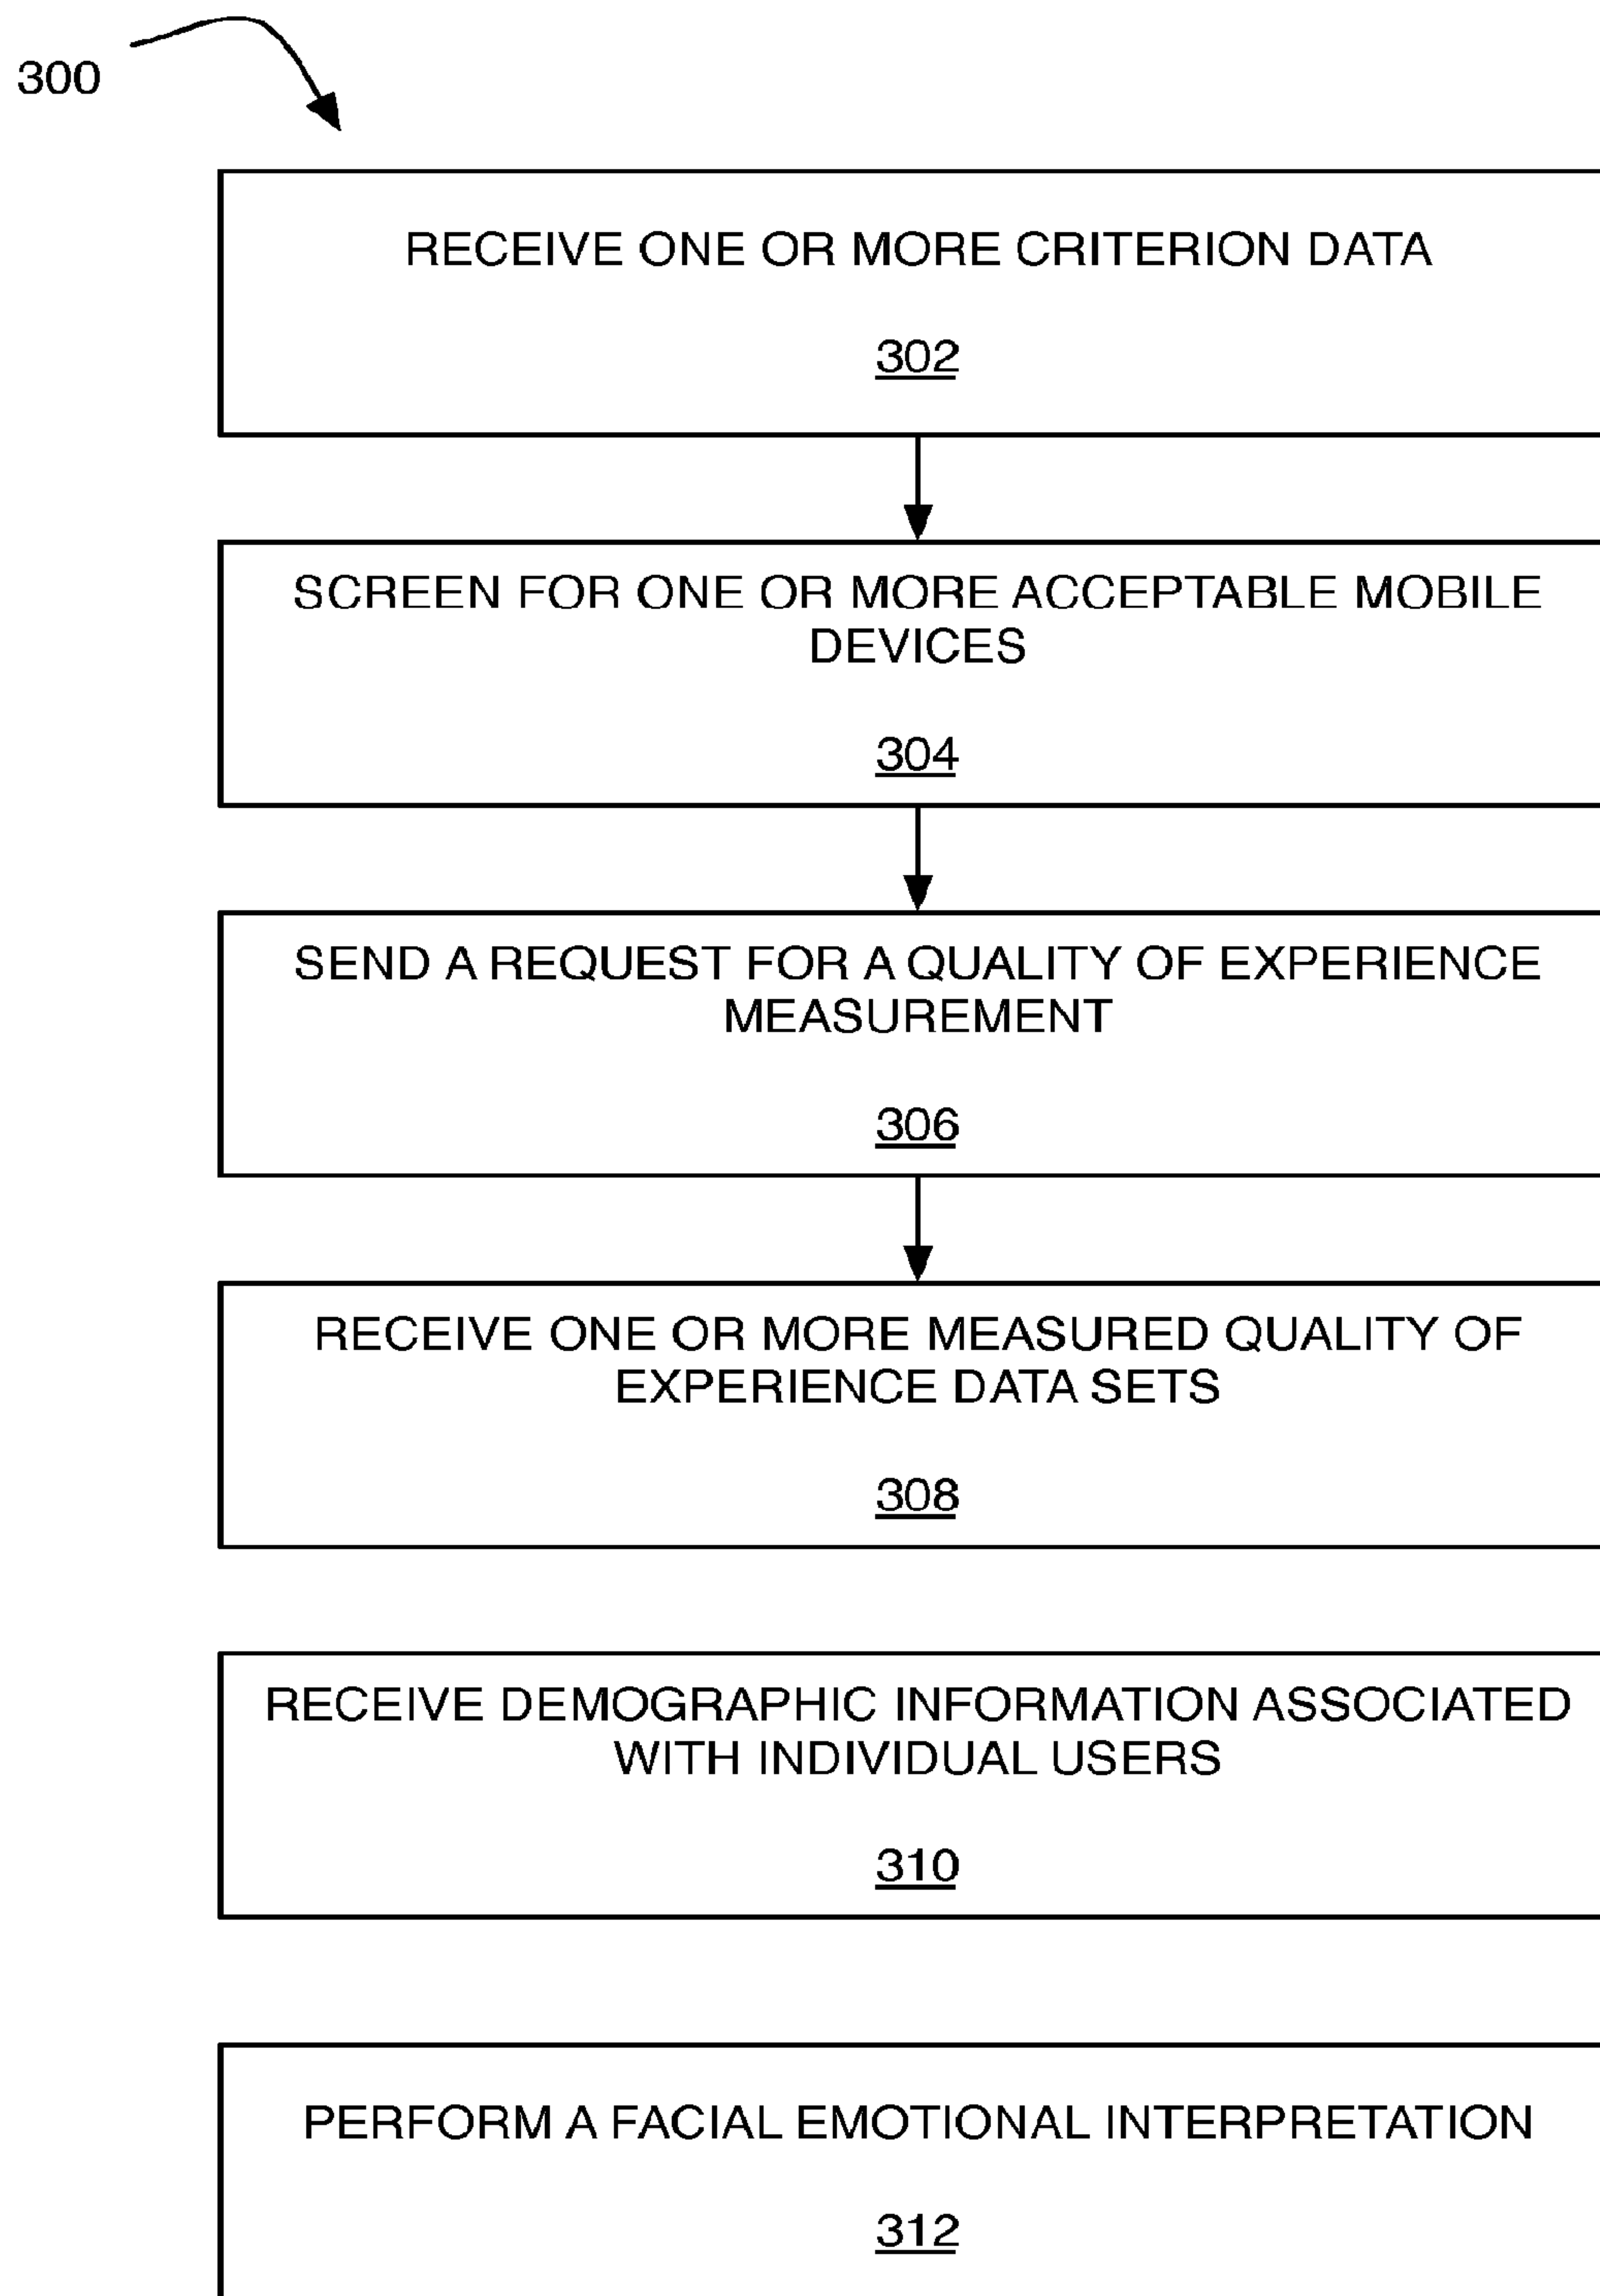 300
RECEIVE ONE OR MORE CRITERION DATA
302
SCREEN FOR ONE OR MORE ACCEPTABLE MOBILE
DEVICES
304
SEND A REQUEST FOR A QUALITY OF EXPERIENCE
MEASUREMENT
306
RECEIVE ONE OR MORE MEASURED QUALITY OF
EXPERIENCE DATA SETS
308
RECEIVE DEMOGRAPHIC INFORMATION ASSOCIATED
WITH INDIVIDUAL USERS
310
PERFORM A FACIAL EMOTIONAL INTERPRETATION
312